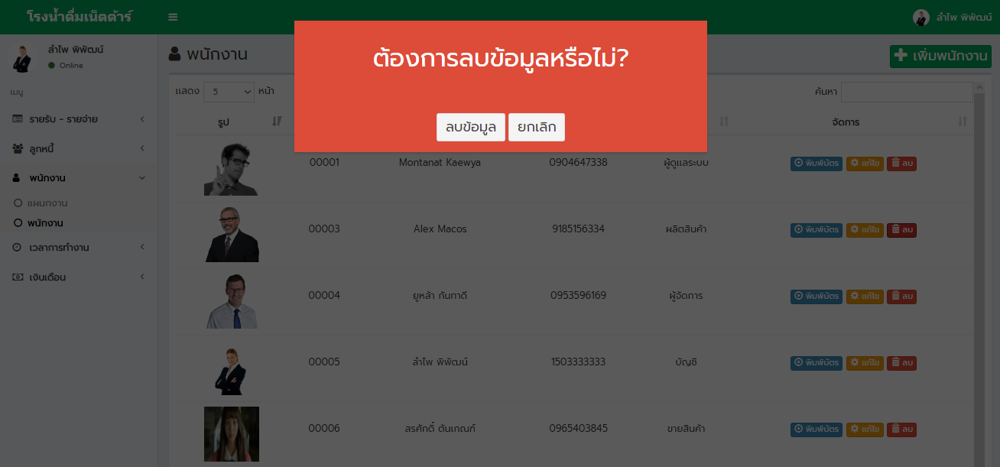 โรงน้ำดื่มเน็ตต้าร์
ลำไพ พิพัฒน์
ต้องการลบข้อมูลหรือไม่?
ลบข้อมูล ยกเลิก
ลำไพ พิพัฒน์
Online
เมนู
รายรับ - รายจ่าย
ลูกหนี้
พนักงาน
แผนกงาน
พนักงาน
เวลาการทำงาน
เงินเดือน
พนักงาน
เพิ่มพนักงาน
แสดง 5 หน้า
ค้นหา
รูป จัดการ
00001 Montanat Kaewya 0904647338 ผู้ดูแลระบบ พิมพ์บัตร แก้ไข ลบ
00003 Alex Macos 9185156334 ผลิตสินค้า พิมพ์บัตร แก้ไข ลบ
00004 ยูหล้า กันทาดี 0953596169 ผู้จัดการ พิมพ์บัตร แก้ไข ลบ
00005 ลำไพ พิพัฒน์ 1503333333 บัญชี พิมพ์บัตร แก้ไข ลบ
00006 สรศักดิ์ ต้นเกณฑ์ 0965403845 ขายสินค้า พิมพ์บัตร แก้ไข ลบ